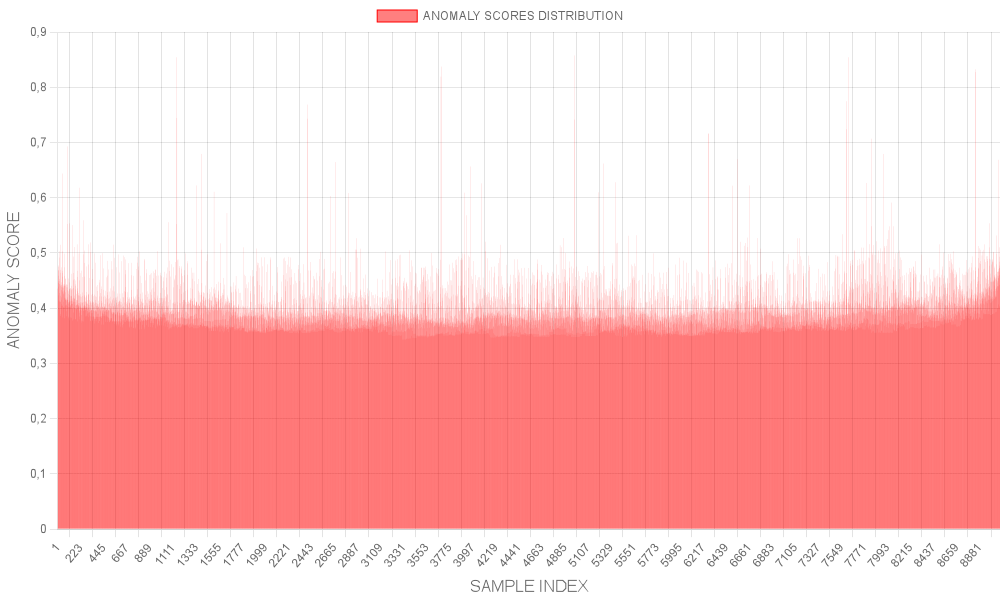 ANOMALY SCORES DISTRIBUTION
0,9
0,8
0,7
0,6
0,5
0,4
0,3
0,2
0,1
0
ANOMALY SCORE
1 223 445 667 889 1111 1333 1555 1777 1999 2221 2443 2665 2887 3109 3331 3553 3775 3997 4219 4441 4663 4885 5107 5329 5551 5773 5995 6217 6439 6661 6883 7105 7327 7549 7771 7993 8215 8437 8659 8881
SAMPLE INDEX